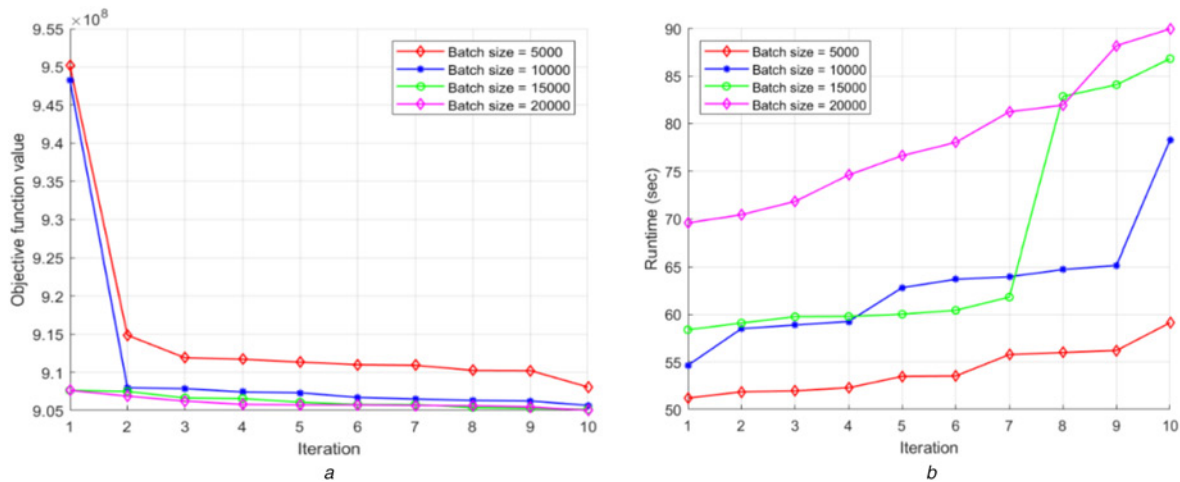 ×10⁸
9.55
9.5
9.45
9.4
9.35
9.3
9.25
9.2
9.15
9.1
9.05
Objective function value
Batch size = 5000
Batch size = 10000
Batch size = 15000
Batch size = 20000
1 2 3 4 5 6 7 8 9 10
Iteration
a
90
85
80
75
70
65
60
55
50
Runtime (sec)
Batch size = 5000
Batch size = 10000
Batch size = 15000
Batch size = 20000
1 2 3 4 5 6 7 8 9 10
Iteration
b